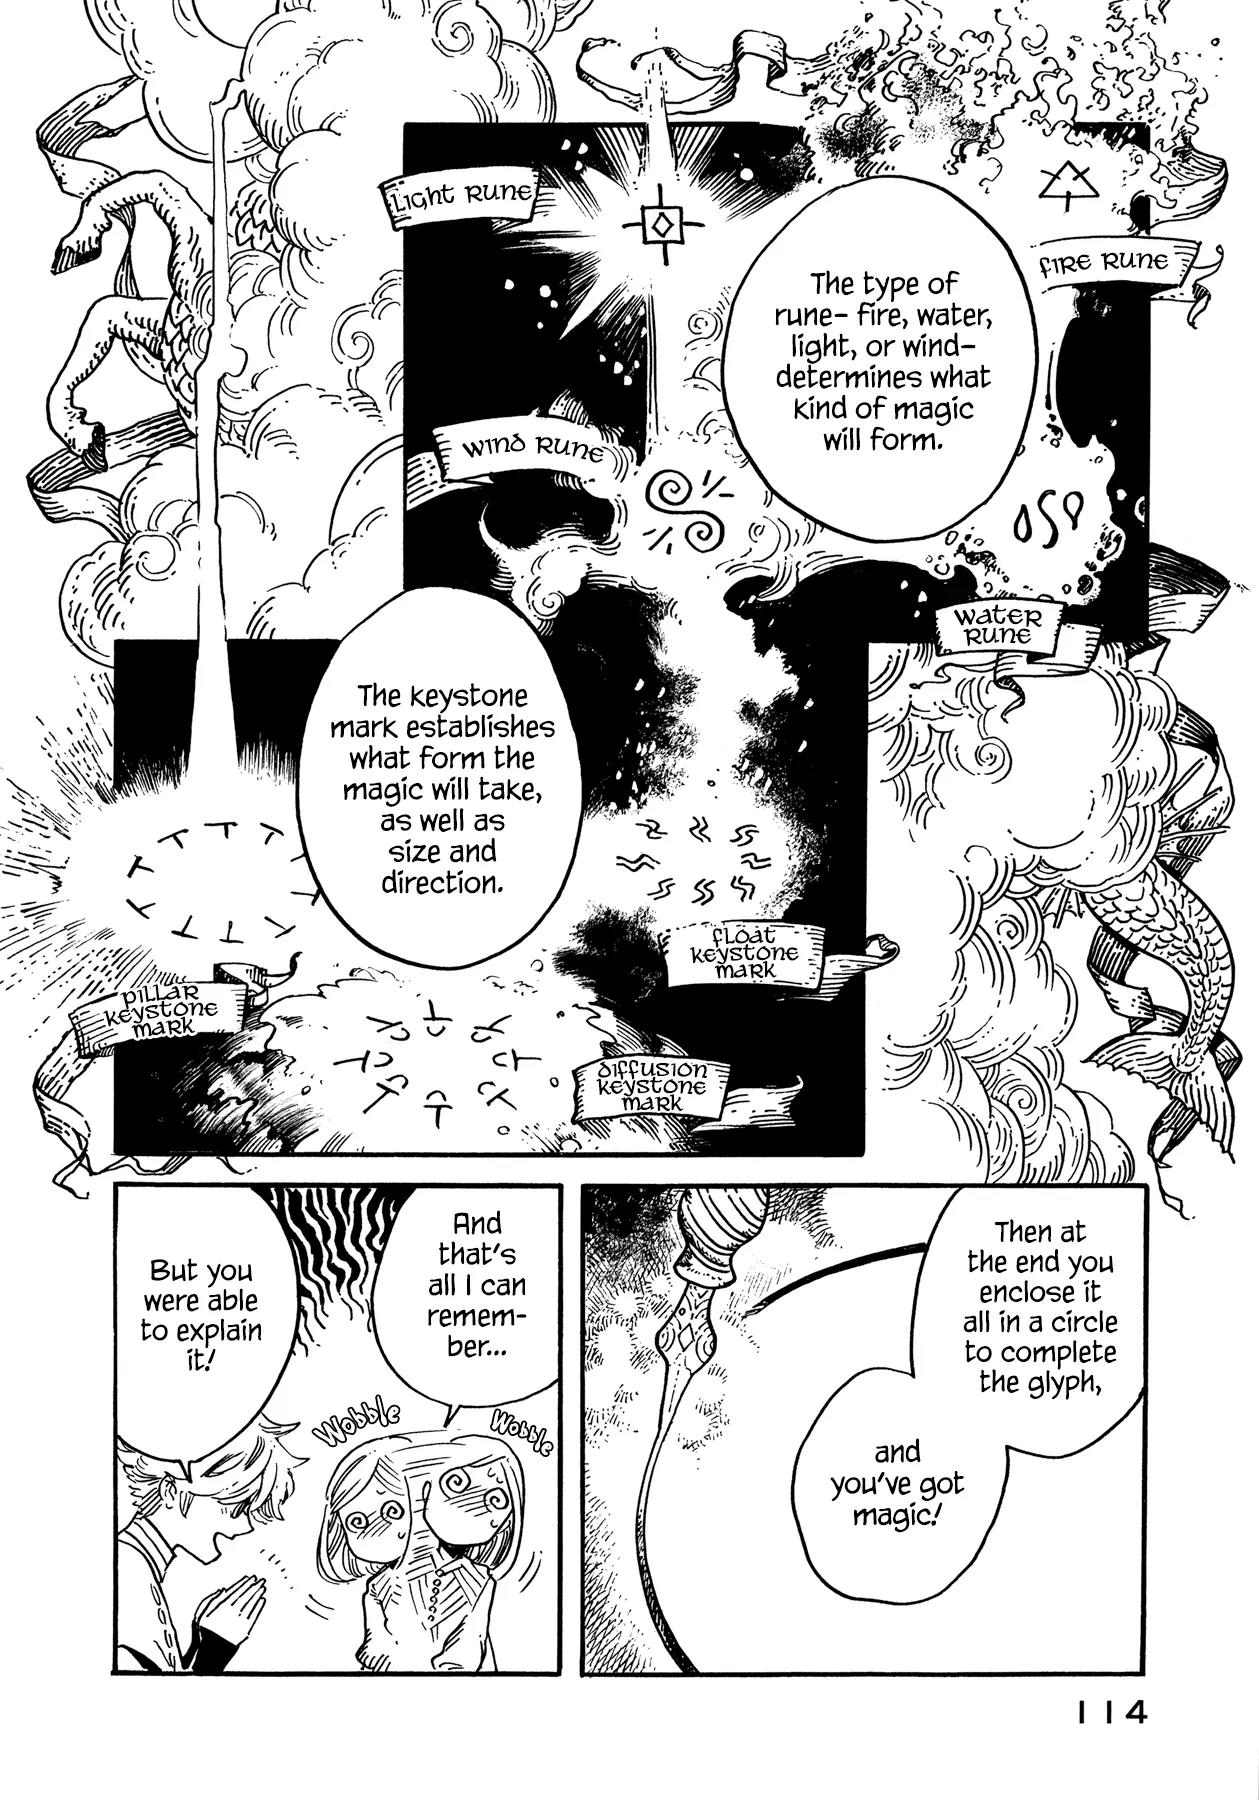 LIGHT RUNE
FIRE RUNE
The type of
rune– fire, water,
light, or wind–
determines what
kind of magic
will form.
WIND RUNE
WATER
RUNE
The keystone
mark establishes
what form the
magic will take,
as well as
size and
direction.
FLOAT
KEYSTONE
MARK
PILLAR
KEYSTONE
MARK
DIFFUSION
KEYSTONE
MARK
Then at
the end you
enclose it
all in a circle
to complete
the glyph,
and
you've got
magic!
And
that's
all I can
remem-
ber...
But you
were able
to explain
it!
Wobble
Wobble
114